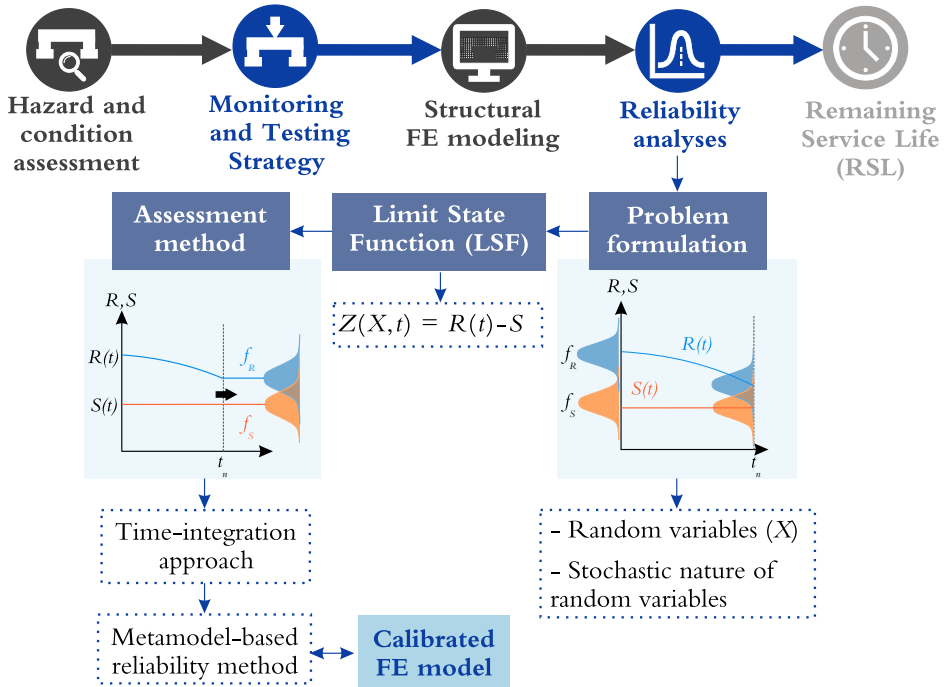 Hazard and
condition
assessment
Monitoring
and Testing
Strategy
Structural
FE modeling
Reliability
analyses
Remaining
Service Life
(RSL)
Assessment
method
Limit State
Function (LSF)
Problem
formulation
Z(X,t) = R(t)-S
R,S
R(t)
S(t)
f_R
f_S
t_n
R,S
f_R
f_S
R(t)
S(t)
t_n
Time-integration
approach
Metamodel-based
reliability method
Calibrated
FE model
- Random variables (X)
- Stochastic nature of
random variables